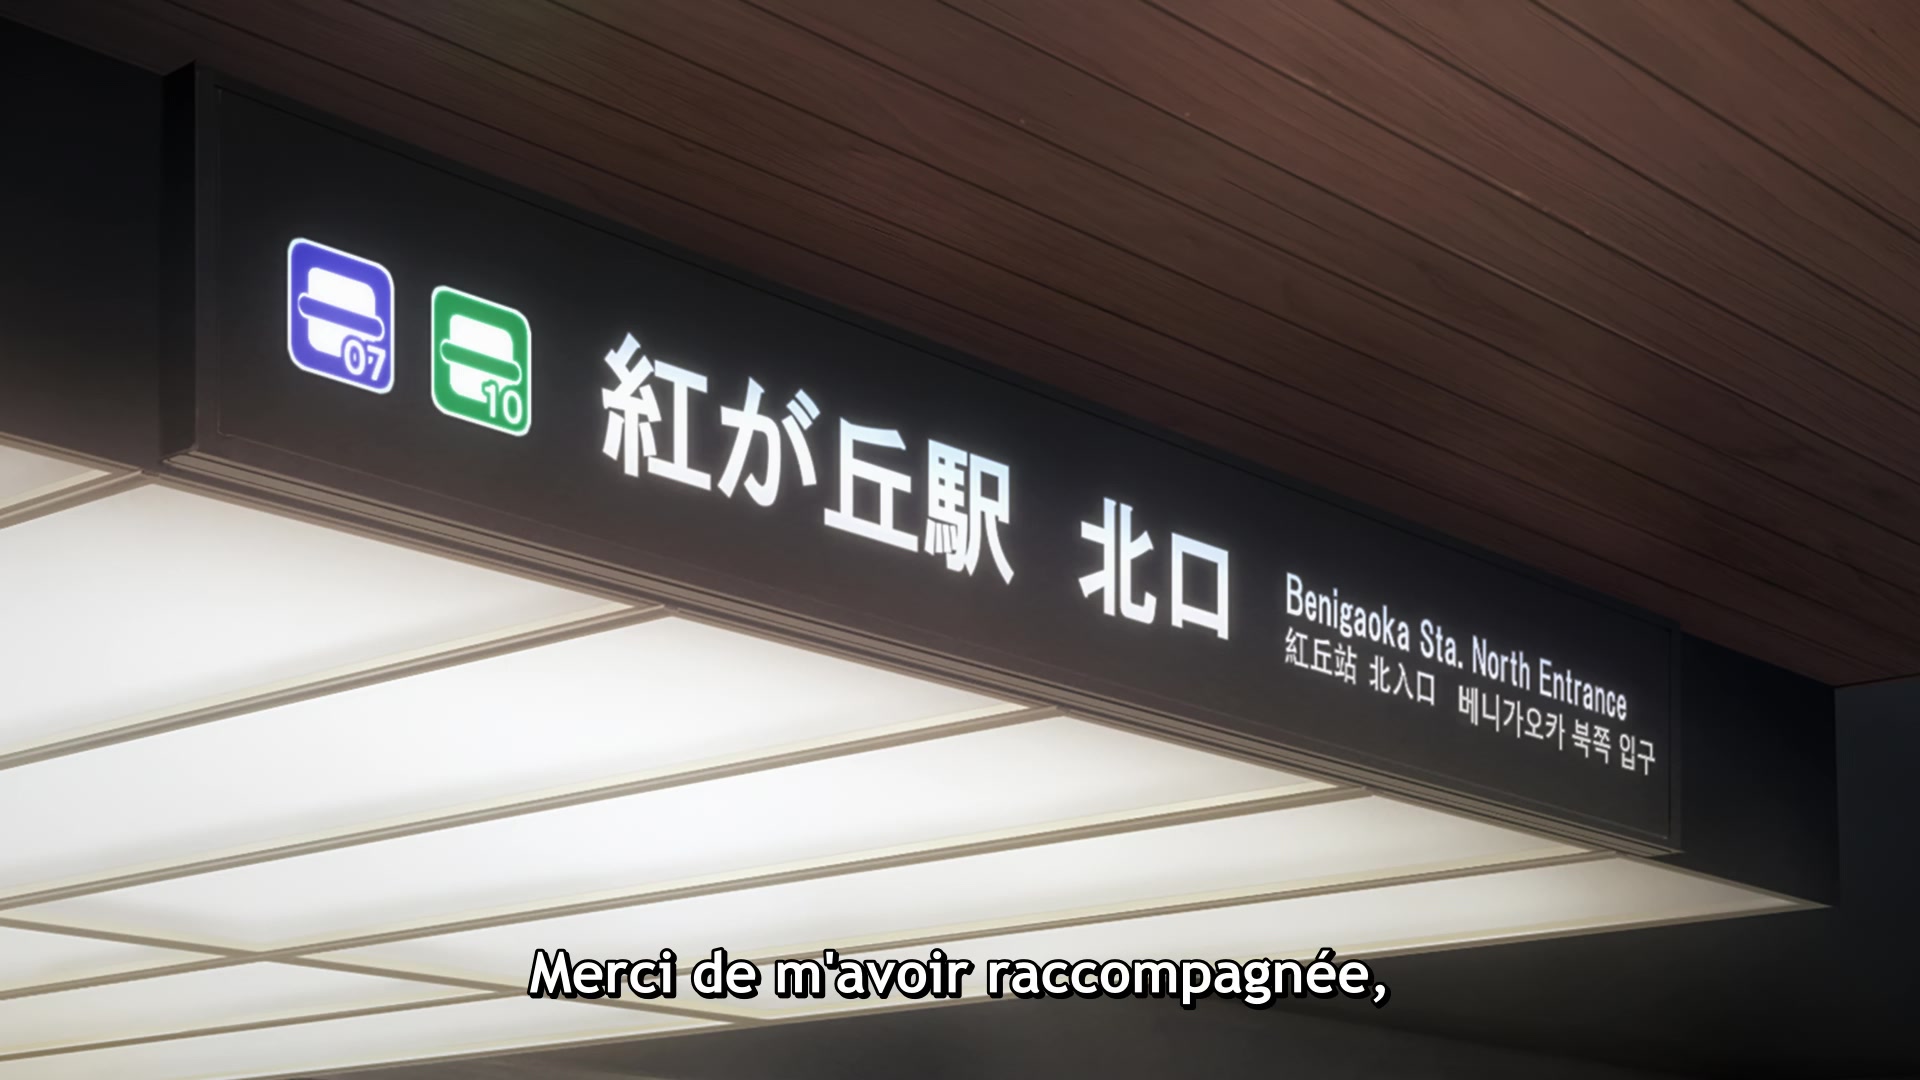 07
10
紅が丘駅 北口
Benigaoka Sta. North Entrance
紅丘站 北入口 베니가오카 북쪽 입구
Merci de m'avoir raccompagnée,